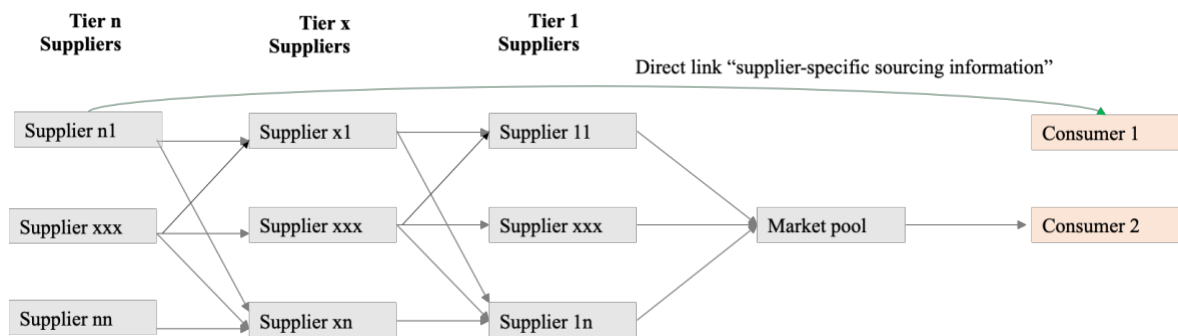 Tier n
Suppliers
Tier x
Suppliers
Tier 1
Suppliers
Direct link “supplier-specific sourcing information”
Supplier n1
Supplier x1
Supplier 11
Consumer 1
Supplier xxx
Supplier xxx
Supplier xxx
Market pool
Consumer 2
Supplier nn
Supplier xn
Supplier 1n